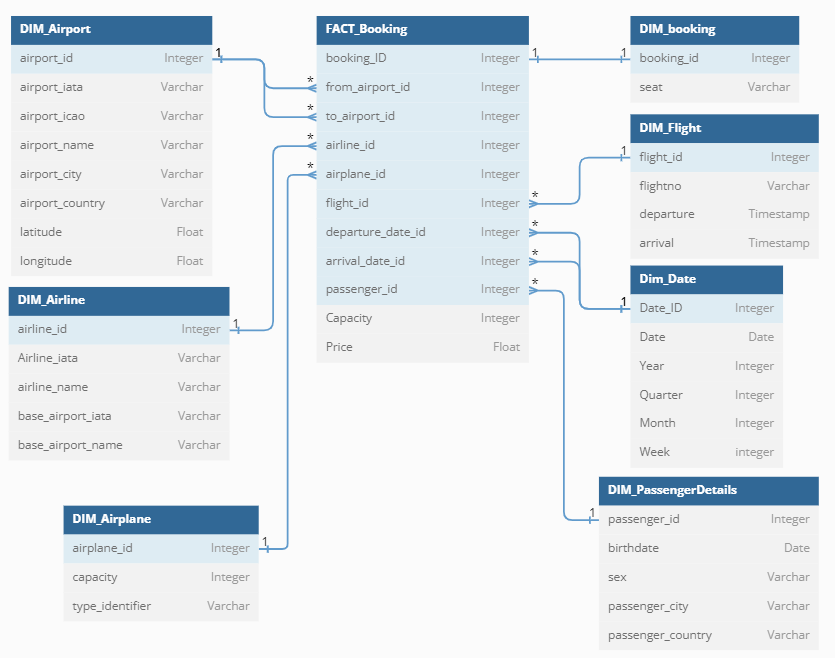 DIM_Airport
airport_id Integer
airport_iata Varchar
airport_icao Varchar
airport_name Varchar
airport_city Varchar
airport_country Varchar
latitude Float
longitude Float
1
DIM_Airline
airline_id Integer
Airline_iata Varchar
airline_name Varchar
base_airport_iata Varchar
base_airport_name Varchar
1
DIM_Airplane
airplane_id Integer
capacity Integer
type_identifier Varchar
1
FACT_Booking
booking_ID Integer
* from_airport_id Integer
* to_airport_id Integer
* airline_id Integer
* airplane_id Integer
flight_id Integer *
departure_date_id Integer *
arrival_date_id Integer *
passenger_id Integer *
Capacity Integer
Price Float
1
1
DIM_booking
booking_id Integer
seat Varchar
DIM_Flight
1
flight_id Integer
flightno Varchar
departure Timestamp
arrival Timestamp
Dim_Date
1
Date_ID Integer
Date Date
Year Integer
Quarter Integer
Month Integer
Week integer
DIM_PassengerDetails
1
passenger_id Integer
birthdate Date
sex Varchar
passenger_city Varchar
passenger_country Varchar